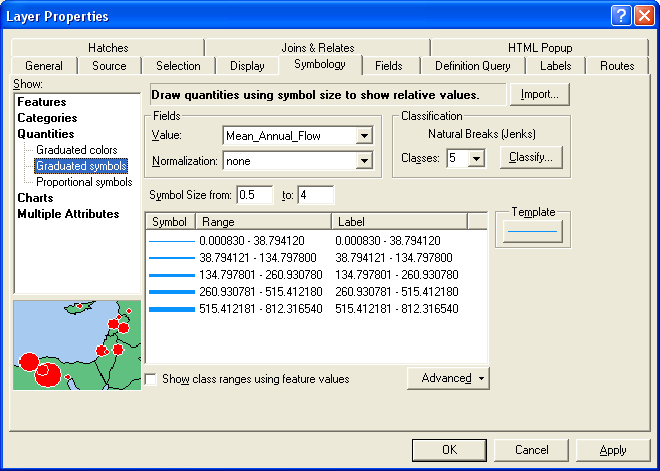 Layer Properties
Hatches Joins & Relates HTML Popup
General Source Selection Display Symbology Fields Definition Query Labels Routes
Show:
Features
Categories
Quantities
Graduated colors
Graduated symbols
Proportional symbols
Charts
Multiple Attributes
Draw quantities using symbol size to show relative values.
Import...
Fields
Value: Mean_Annual_Flow
Normalization: none
Classification
Natural Breaks (Jenks)
Classes: 5 Classify...
Symbol Size from: 0.5 to: 4
Symbol Range Label
0.000830 - 38.794120 0.000830 - 38.794120
38.794121 - 134.797800 38.794121 - 134.797800
134.797801 - 260.930780 134.797801 - 260.930780
260.930781 - 515.412180 260.930781 - 515.412180
515.412181 - 812.316540 515.412181 - 812.316540
Template
Show class ranges using feature values
Advanced
OK Cancel Apply